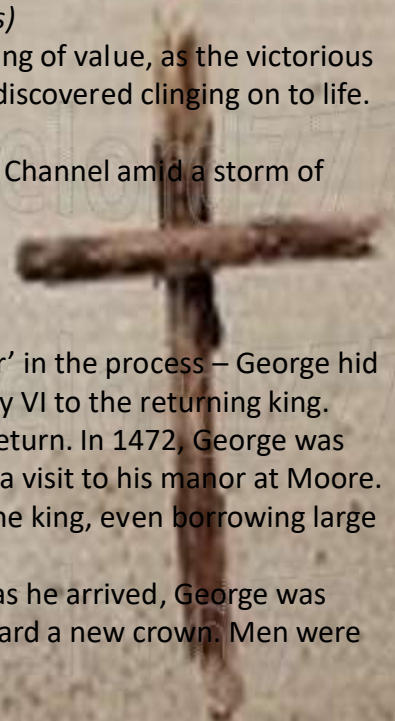 s)
ng of value, as the victorious
discovered clinging on to life.
Channel amid a storm of
r’ in the process – George hid
y VI to the returning king.
eturn. In 1472, George was
a visit to his manor at Moore.
he king, even borrowing large
as he arrived, George was
ard a new crown. Men were